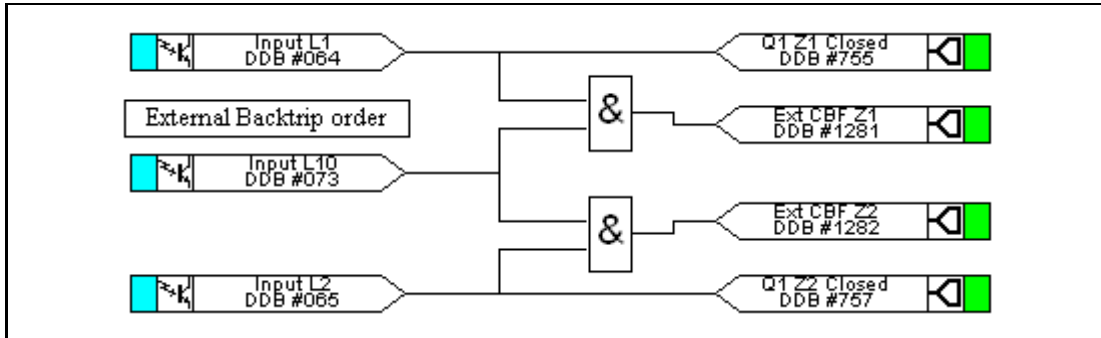 Input L1
DDB #064
Q1 Z1 Closed
DDB #755
&
Ext CBF Z1
DDB #1281
External Backtrip order
Input L10
DDB #073
&
Ext CBF Z2
DDB #1282
Input L2
DDB #065
Q1 Z2 Closed
DDB #757